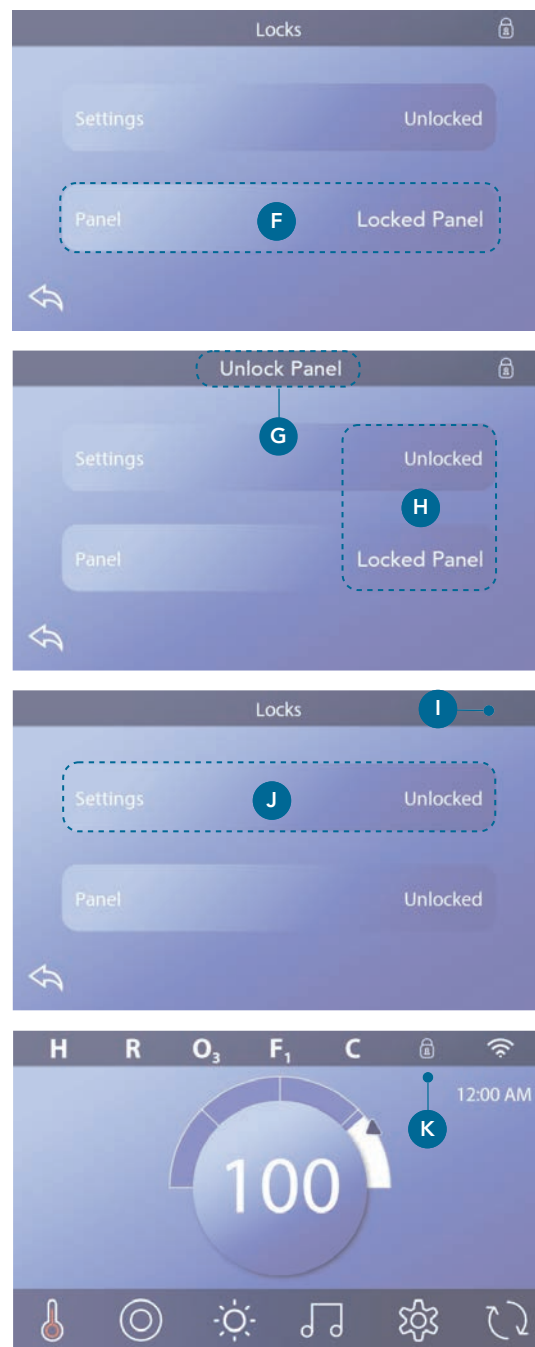 Locks
Settings Unlocked
Panel F Locked Panel
Unlock Panel
G
Settings Unlocked
H
Panel Locked Panel
Locks I
Settings J Unlocked
Panel Unlocked
H R O₃ F₁ C
12:00 AM
K
100